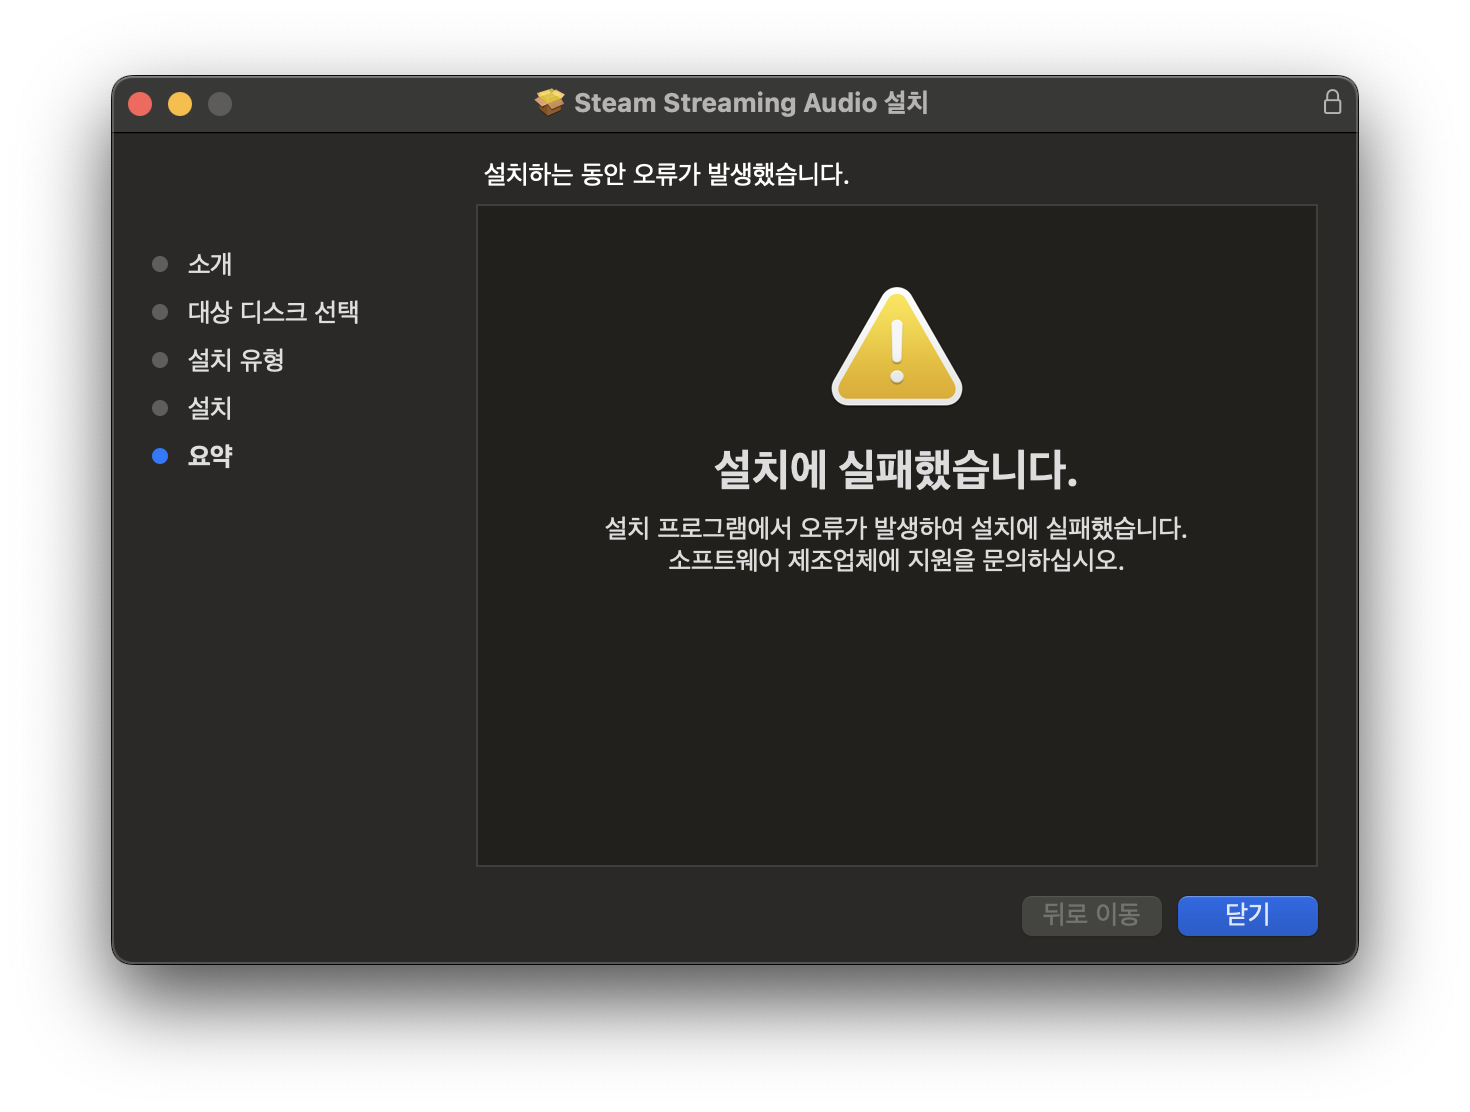 Steam Streaming Audio 설치
설치하는 동안 오류가 발생했습니다.
소개
대상 디스크 선택
설치 유형
설치
요약
설치에 실패했습니다.
설치 프로그램에서 오류가 발생하여 설치에 실패했습니다.
소프트웨어 제조업체에 지원을 문의하십시오.
뒤로 이동
닫기